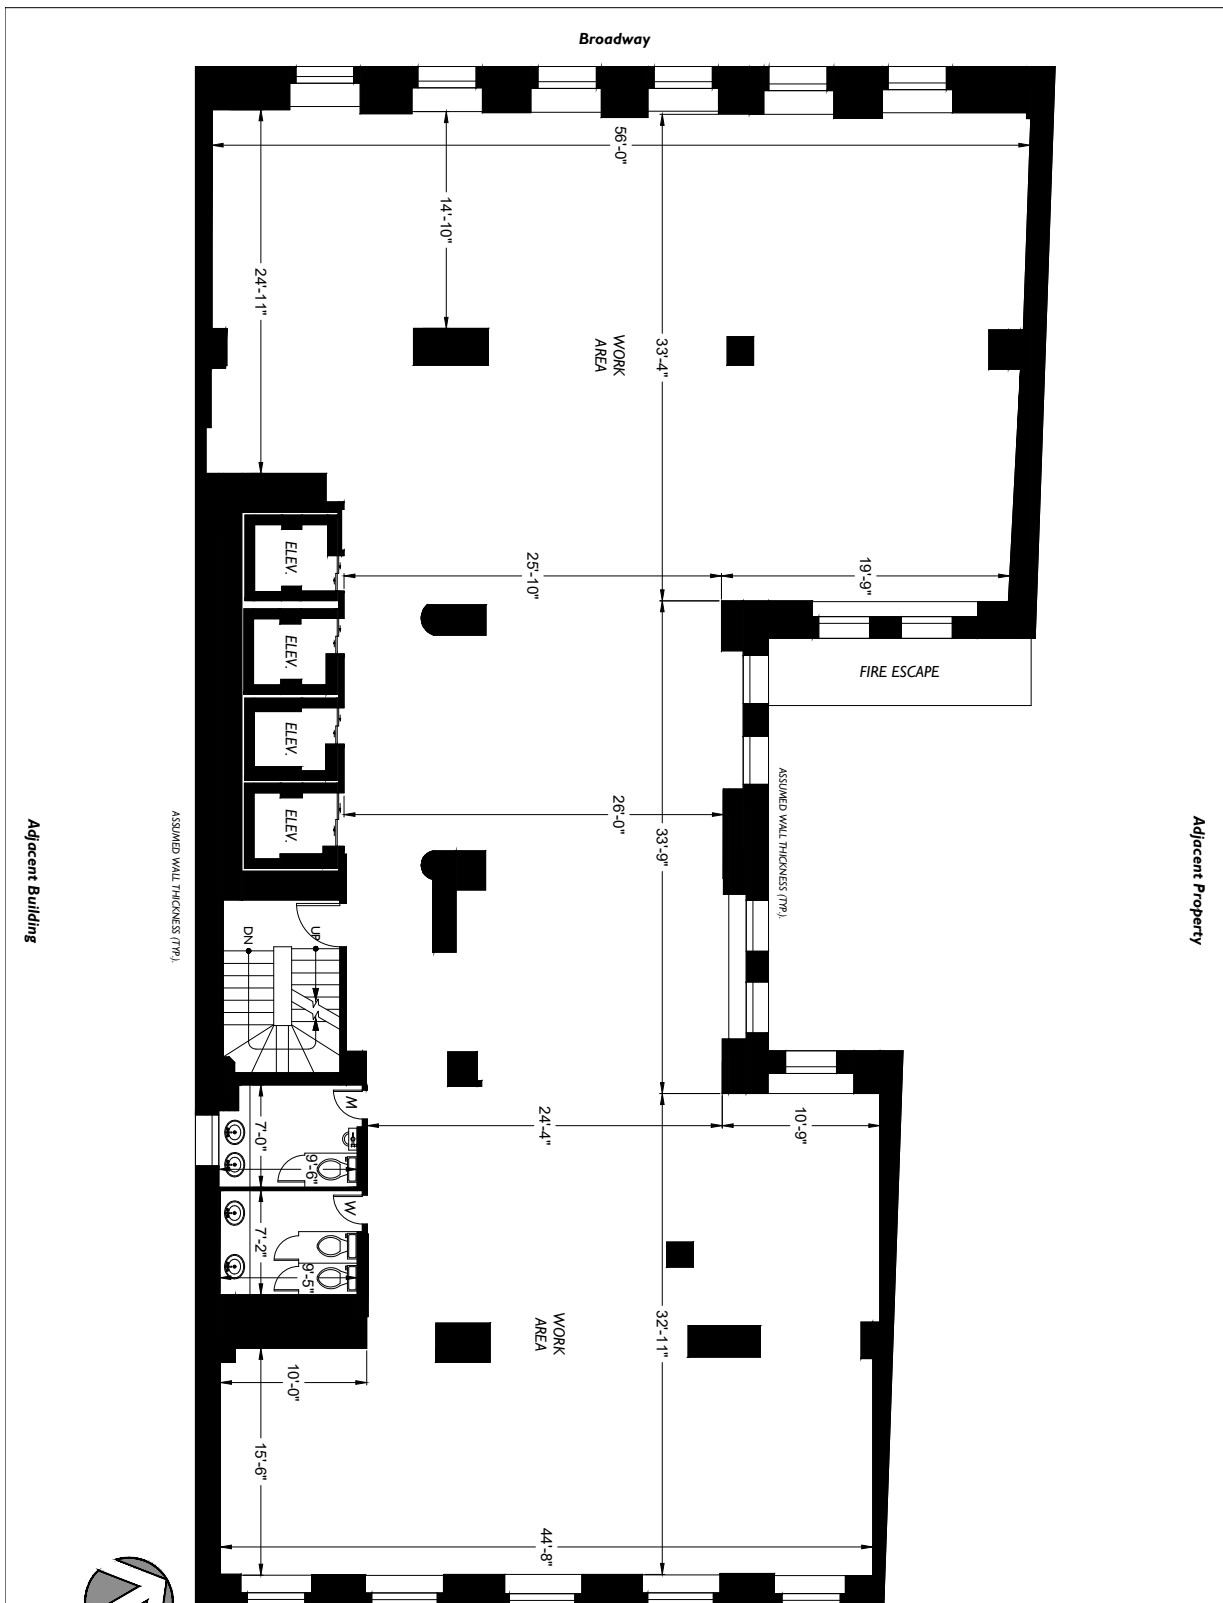 Broadway
56'-0"
14'-10"
24'-11"
WORK
AREA
33'-4"
ELEV.
25'-10"
19'-9"
ELEV.
FIRE ESCAPE
ELEV.
ELEV.
26'-0"
33'-9"
ASSUMED WALL THICKNESS (TYP.).
Adjacent Property
Adjacent Building
ASSUMED WALL THICKNESS (TYP.).
DN
UP
M
7'-0"
9'-6"
24'-4"
10'-9"
W
7'-2"
9'-5"
WORK
AREA
32'-11"
10'-0"
15'-6"
44'-8"